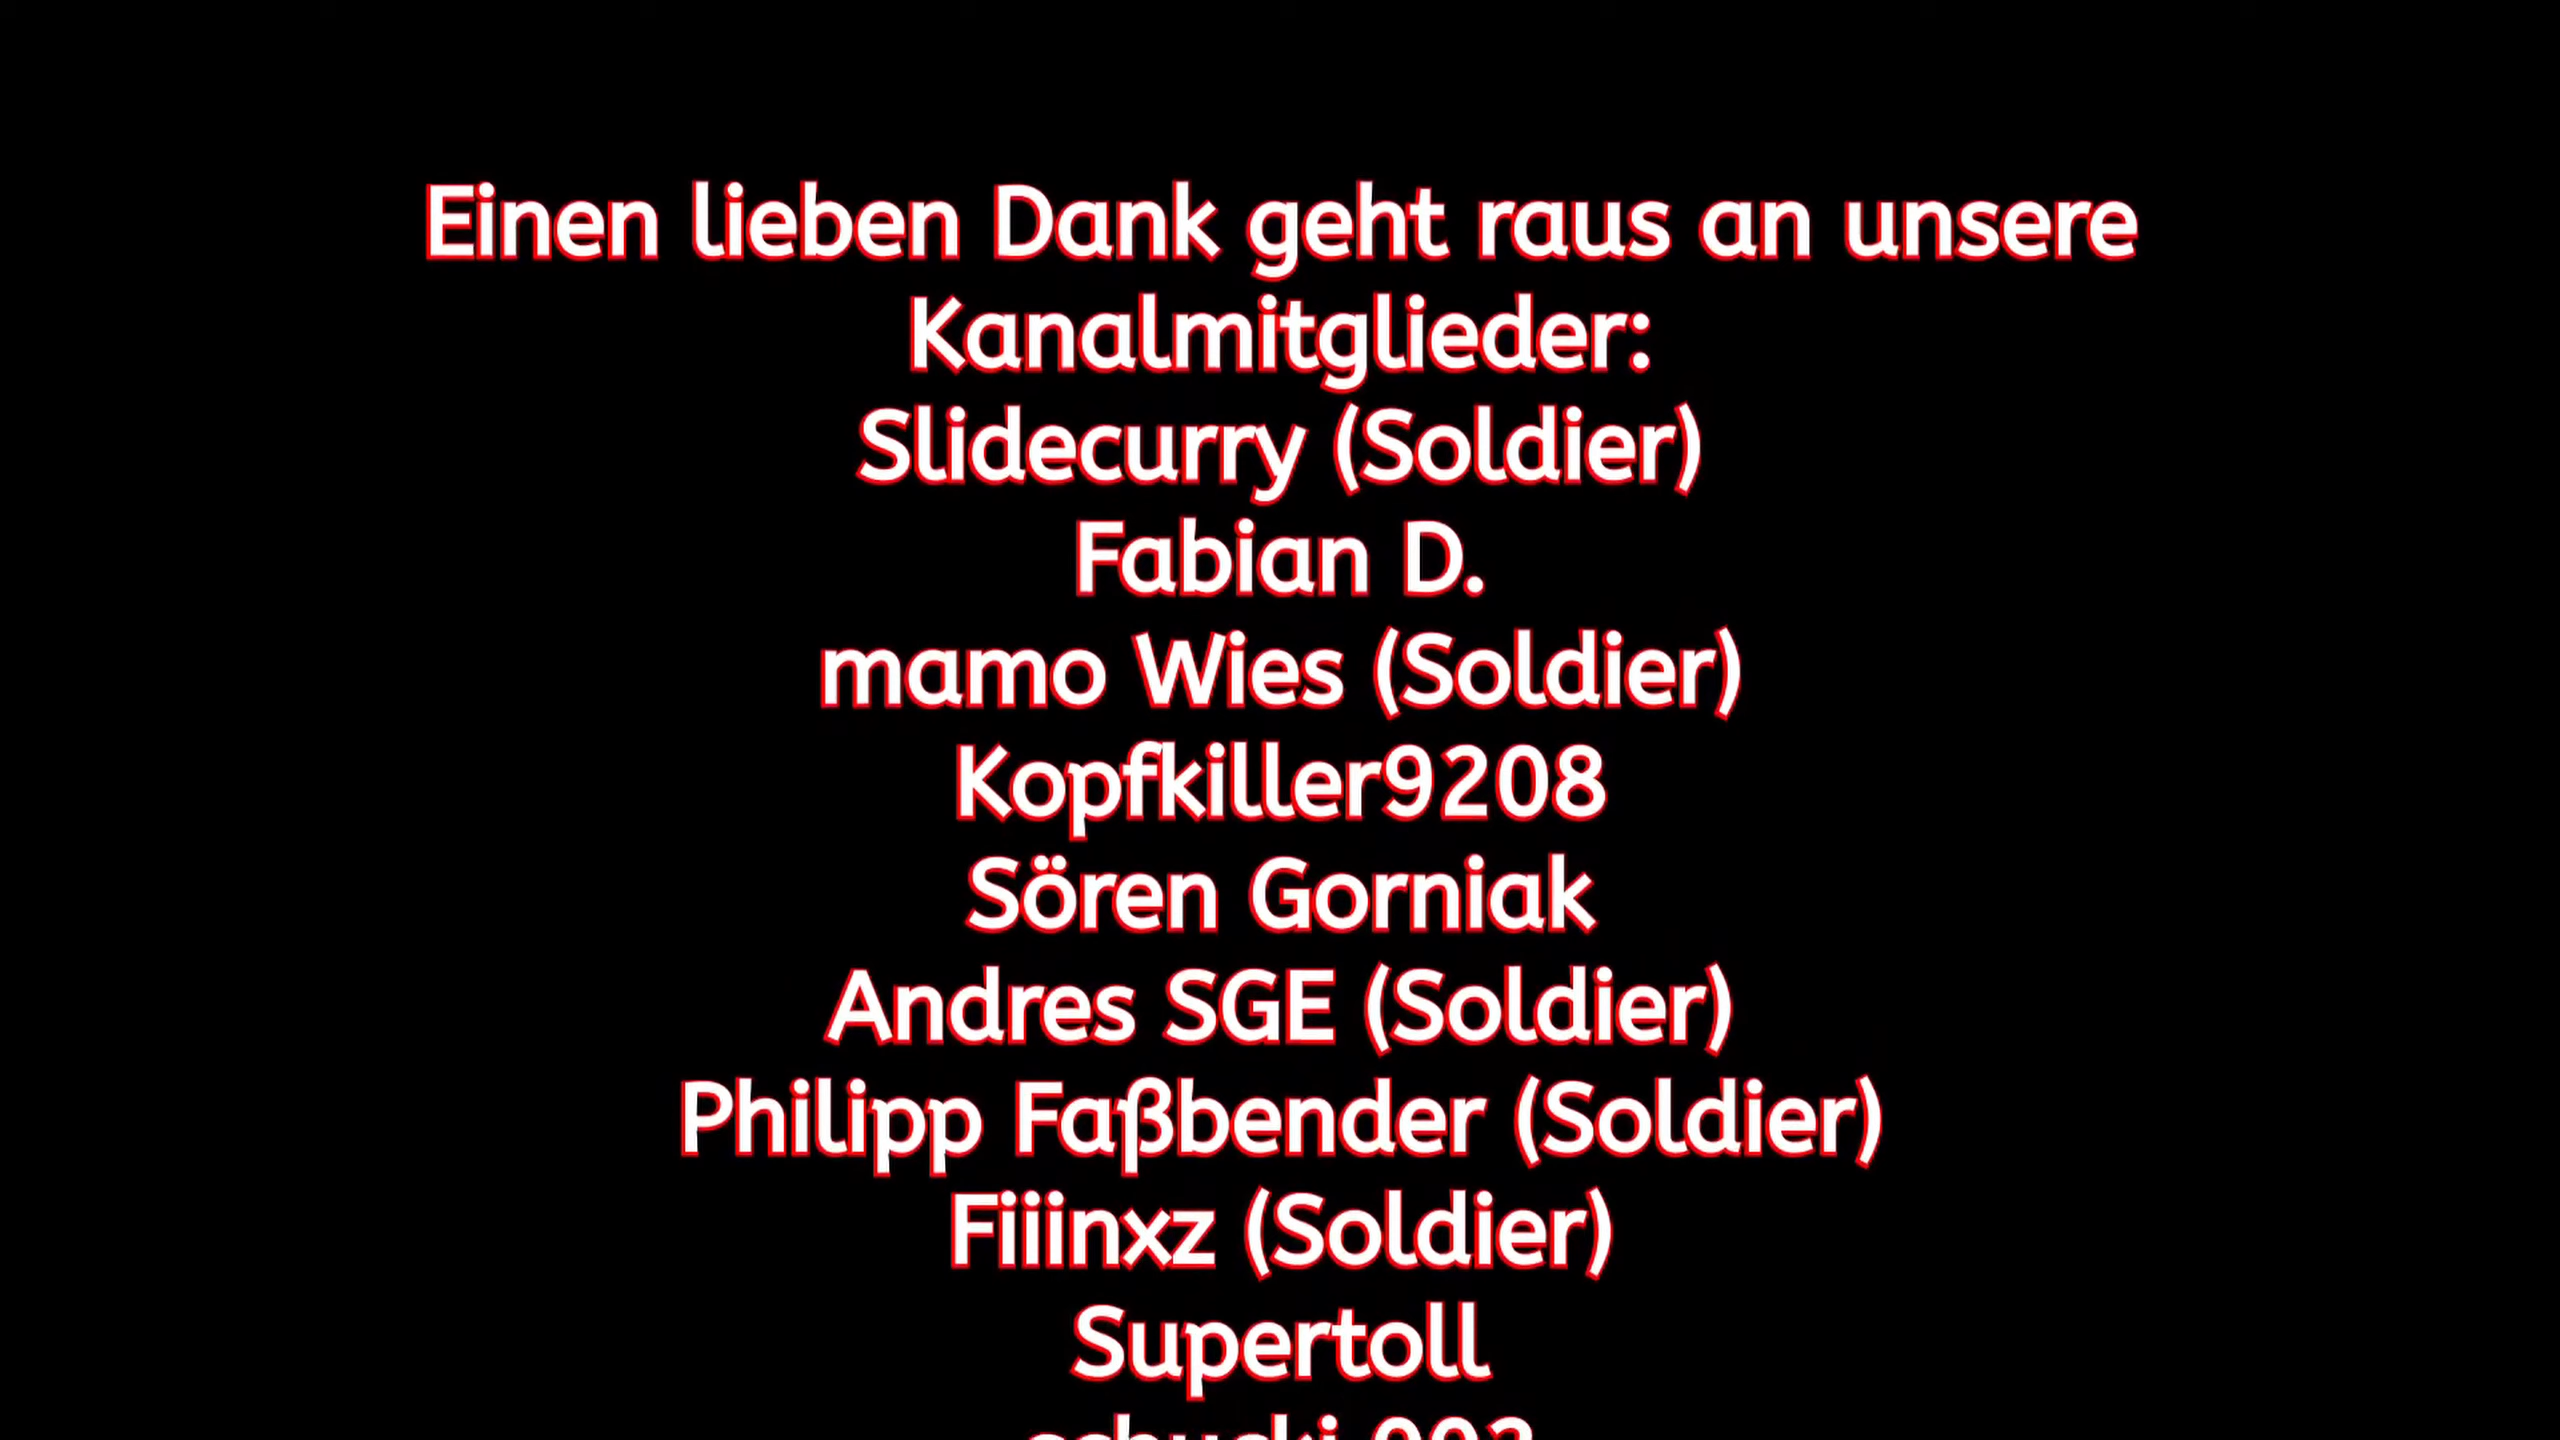 Einen lieben Dank geht raus an unsere
Kanalmitglieder:
Slidecurry (Soldier)
Fabian D.
mamo Wies (Soldier)
Kopfkiller9208
Sören Gorniak
Andres SGE (Soldier)
Philipp Faßbender (Soldier)
Fiiinxz (Soldier)
Supertoll